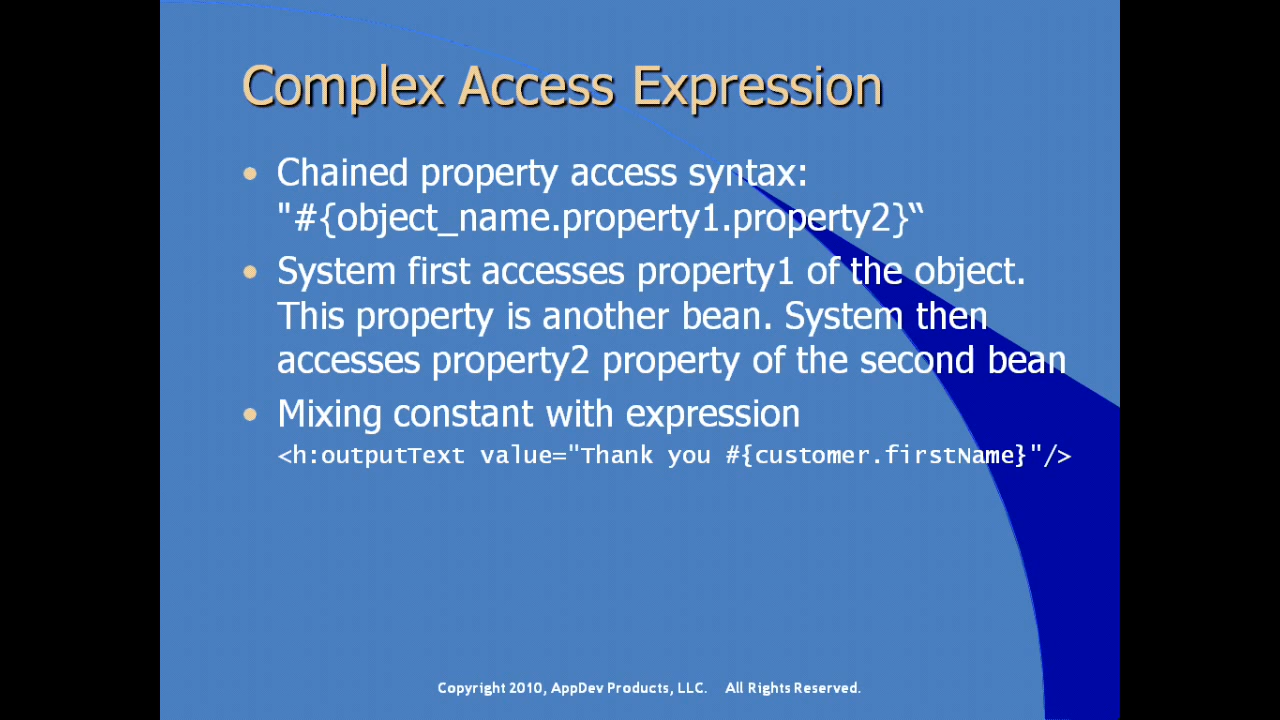 Complex Access Expression
• Chained property access syntax:
"#{object_name.property1.property2}“
• System first accesses property1 of the object.
This property is another bean. System then
accesses property2 property of the second bean
• Mixing constant with expression
<h:outputText value="Thank you #{customer.firstName}"/>
Copyright 2010, AppDev Products, LLC. All Rights Reserved.